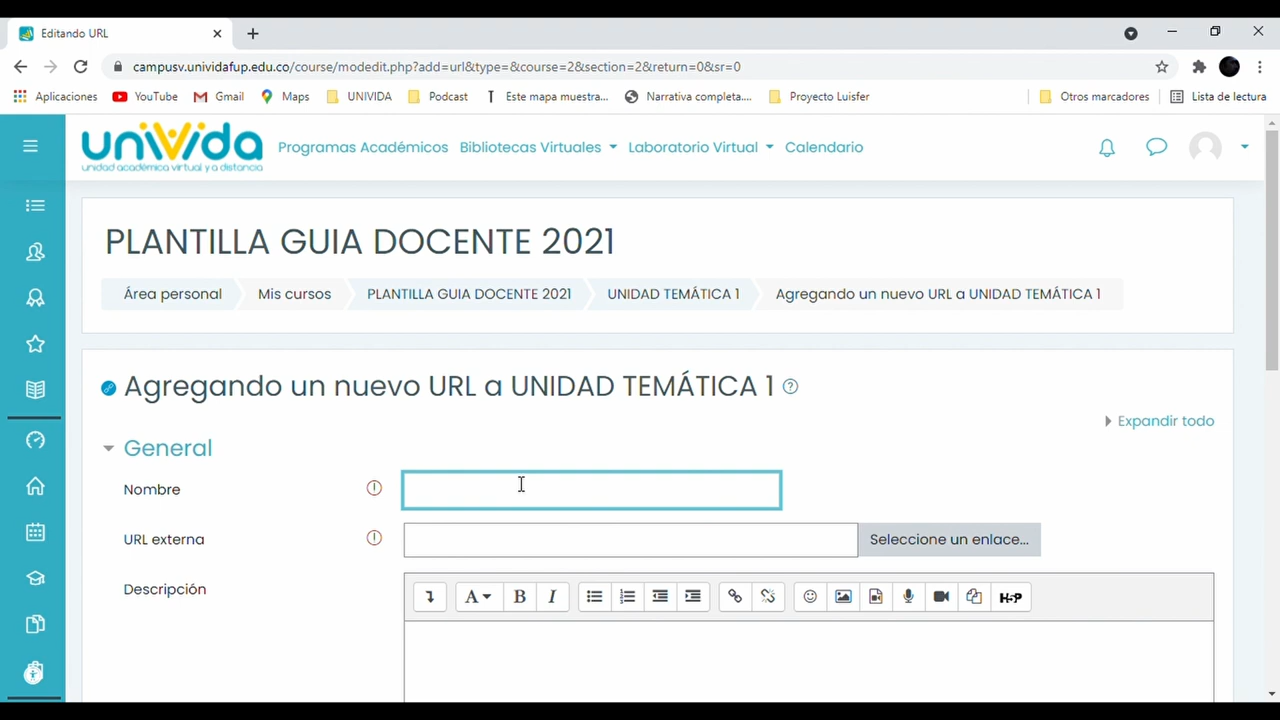 Editando URL
campusv.unividafup.edu.co/course/modedit.php?add=url&type=&course=2&section=2&return=0&sr=0
Aplicaciones YouTube Gmail Maps UNIVIDA Podcast Este mapa muestra... Narrativa completa.... Proyecto Luisfer Otros marcadores Lista de lectura
univida
unidad académica virtual y a distancia
Programas Académicos Bibliotecas Virtuales Laboratorio Virtual Calendario
PLANTILLA GUIA DOCENTE 2021
Área personal Mis cursos PLANTILLA GUIA DOCENTE 2021 UNIDAD TEMÁTICA 1 Agregando un nuevo URL a UNIDAD TEMÁTICA 1
Agregando un nuevo URL a UNIDAD TEMÁTICA 1
Expandir todo
General
Nombre
URL externa Seleccione un enlace...
Descripción
A B I H-P